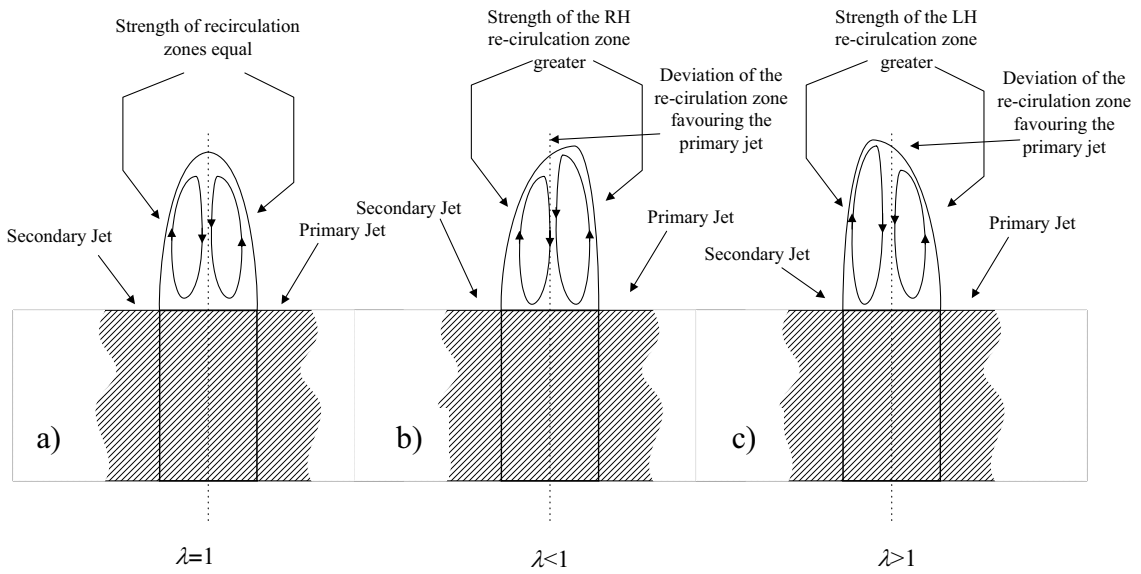 Strength of recirculation
zones equal
Secondary Jet
Primary Jet
a)
λ=1
Strength of the RH
re-cirulcation zone
greater
Deviation of the
re-cirulation zone
favouring the
primary jet
Secondary Jet
Primary Jet
b)
λ<1
Strength of the LH
re-cirulcation zone
greater
Deviation of the
re-cirulation zone
favouring the
primary jet
Secondary Jet
Primary Jet
c)
λ>1